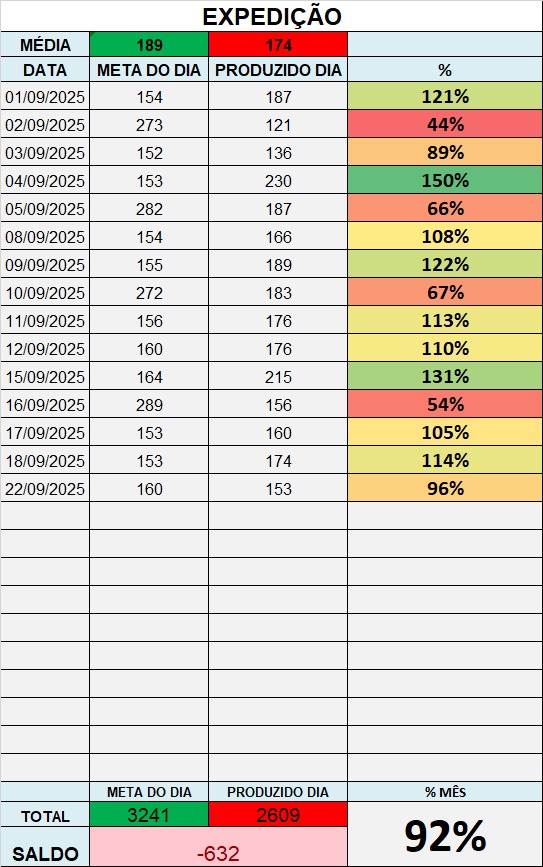 EXPEDIÇÃO
MÉDIA 189 174
DATA META DO DIA PRODUZIDO DIA %
01/09/2025 154 187 121%
02/09/2025 273 121 44%
03/09/2025 152 136 89%
04/09/2025 153 230 150%
05/09/2025 282 187 66%
08/09/2025 154 166 108%
09/09/2025 155 189 122%
10/09/2025 272 183 67%
11/09/2025 156 176 113%
12/09/2025 160 176 110%
15/09/2025 164 215 131%
16/09/2025 289 156 54%
17/09/2025 153 160 105%
18/09/2025 153 174 114%
22/09/2025 160 153 96%
META DO DIA PRODUZIDO DIA % MÊS
TOTAL 3241 2609 92%
SALDO -632